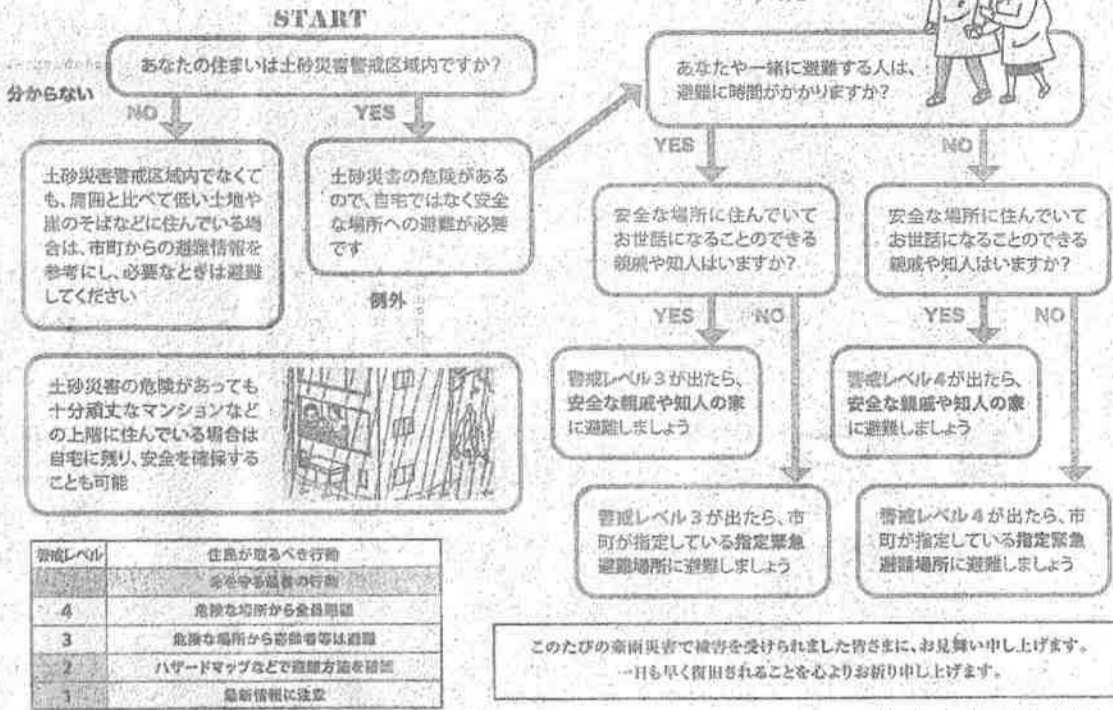 START
あなたの住まいは土砂災害警戒区域内ですか?
分からない
NO
YES
土砂災害警戒区域内でなくて
も、周囲と比べて低い土地や
崖のそばなどに住んでいる場
合は、市町からの避難情報を
参考にし、必要なときは避難
してください
土砂災害の危険がある
ので、自宅ではなく安全
な場所への避難が必要
です
例外
土砂災害の危険があっても
十分頑丈なマンションなど
の上階に住んでいる場合は
自宅に残り、安全を確保する
ことも可能
あなたや一緒に避難する人は、
避難に時間がかかりますか?
YES
NO
安全な場所に住んでいて
お世話になることのできる
親戚や知人はいますか?
安全な場所に住んでいて
お世話になることのできる
親戚や知人はいますか?
YES
NO
YES
NO
警戒レベル3が出たら、
安全な親戚や知人の家
に避難しましょう
警戒レベル4が出たら、
安全な親戚や知人の家
に避難しましょう
警戒レベル3が出たら、市
町が指定している指定緊急
避難場所に避難しましょう
警戒レベル4が出たら、市
町が指定している指定緊急
避難場所に避難しましょう
警戒レベル 住民が取るべき行動
命を守る最善の行動
4 危険な場所から全員避難
3 危険な場所から高齢者等は避難
2 ハザードマップなどで避難方法を確認
1 最新情報に注意
このたびの豪雨災害で被害を受けられました皆さまに、お見舞い申し上げます。
一日も早く復旧されることを心よりお祈り申し上げます。